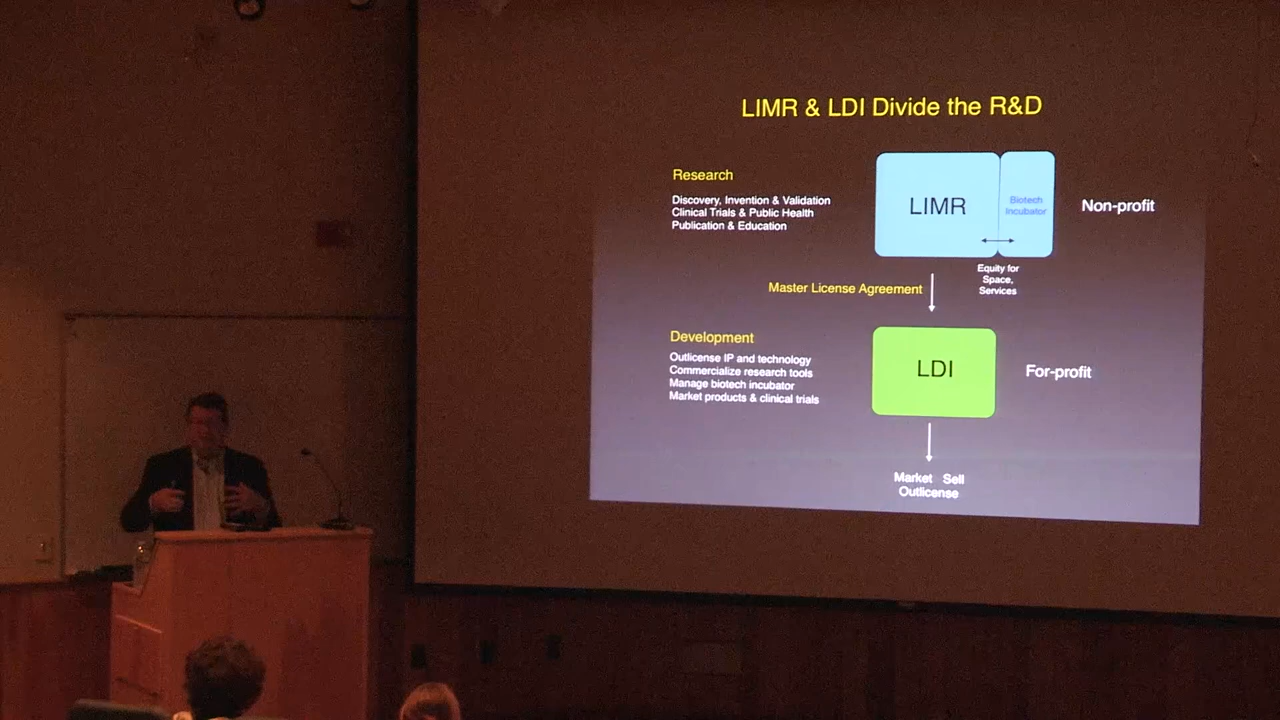 LIMR & LDI Divide the R&D
Research
Discovery, Invention & Validation
Clinical Trials & Public Health
Publication & Education
LIMR
Biotech
Incubator
Non-profit
Equity for
Space,
Services
Master License Agreement
Development
Outlicense IP and technology
Commercialize research tools
Manage biotech incubator
Market products & clinical trials
LDI
For-profit
Market Sell
Outlicense